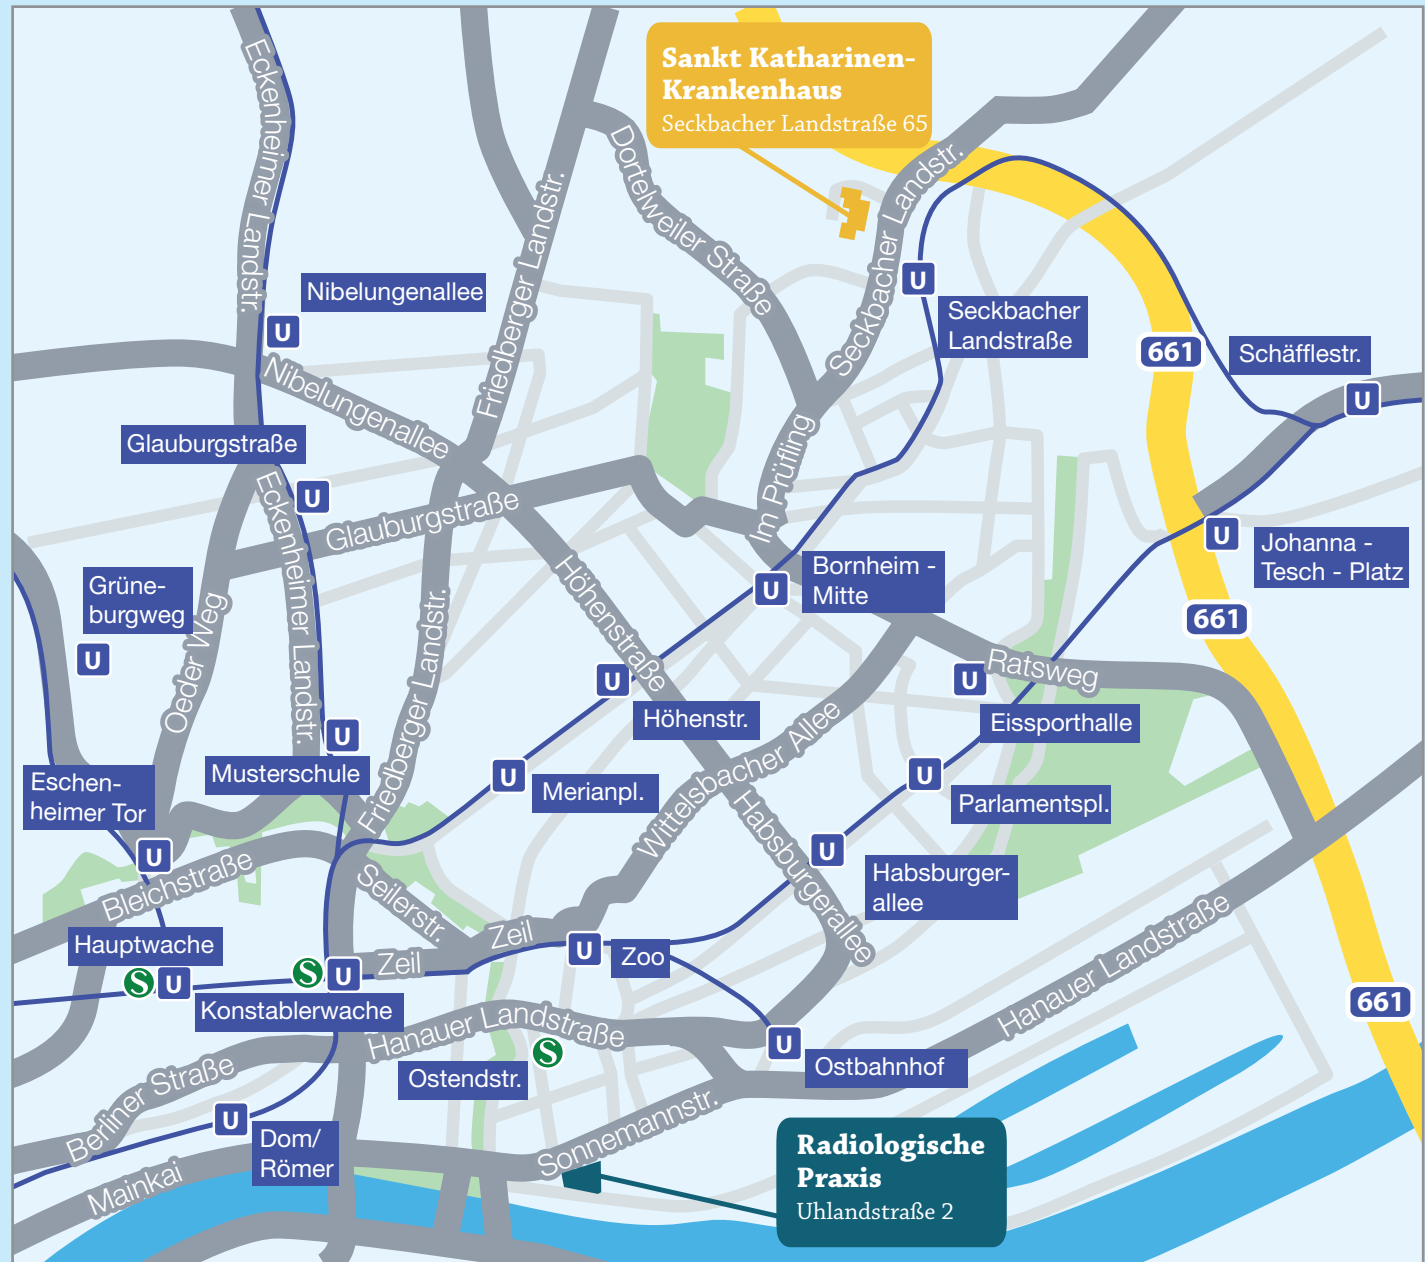 Sankt Katharinen-
Krankenhaus
Seckbacher Landstraße 65
Eckenheimer Landstr.
Friedberger Landstr.
Dortelweiler Straße
Seckbacher Landstr.
Nibelungenallee
U
U
Seckbacher
Landstraße
661
Schäfflestr.
U
Nibelungenallee
Glauburgstraße
U
Eckenheimer Landstr.
Glauburgstraße
Im Prüfling
U
Johanna -
Tesch - Platz
Grüne-
burgweg
U
Oeder Weg
Höhenstraße
Friedberger Landstr.
U
Bornheim -
Mitte
661
U
Höhenstr.
U
Ratsweg
Eissporthalle
U
Musterschule
Eschen-
heimer Tor
U
U
Merianpl.
Wittelsbacher Allee
U
Parlamentspl.
Habsburgerallee
U
Habsburger-
allee
Bleichstraße
Seilerstr.
Hauptwache
S
U
S
U
Konstablerwache
Zeil
Zeil
U
Zoo
Hanauer Landstraße
661
Hanauer Landstraße
S
Ostendstr.
U
Ostbahnhof
Berliner Straße
U
Dom/
Römer
Mainkai
Sonnemannstr.
Radiologische
Praxis
Uhlandstraße 2